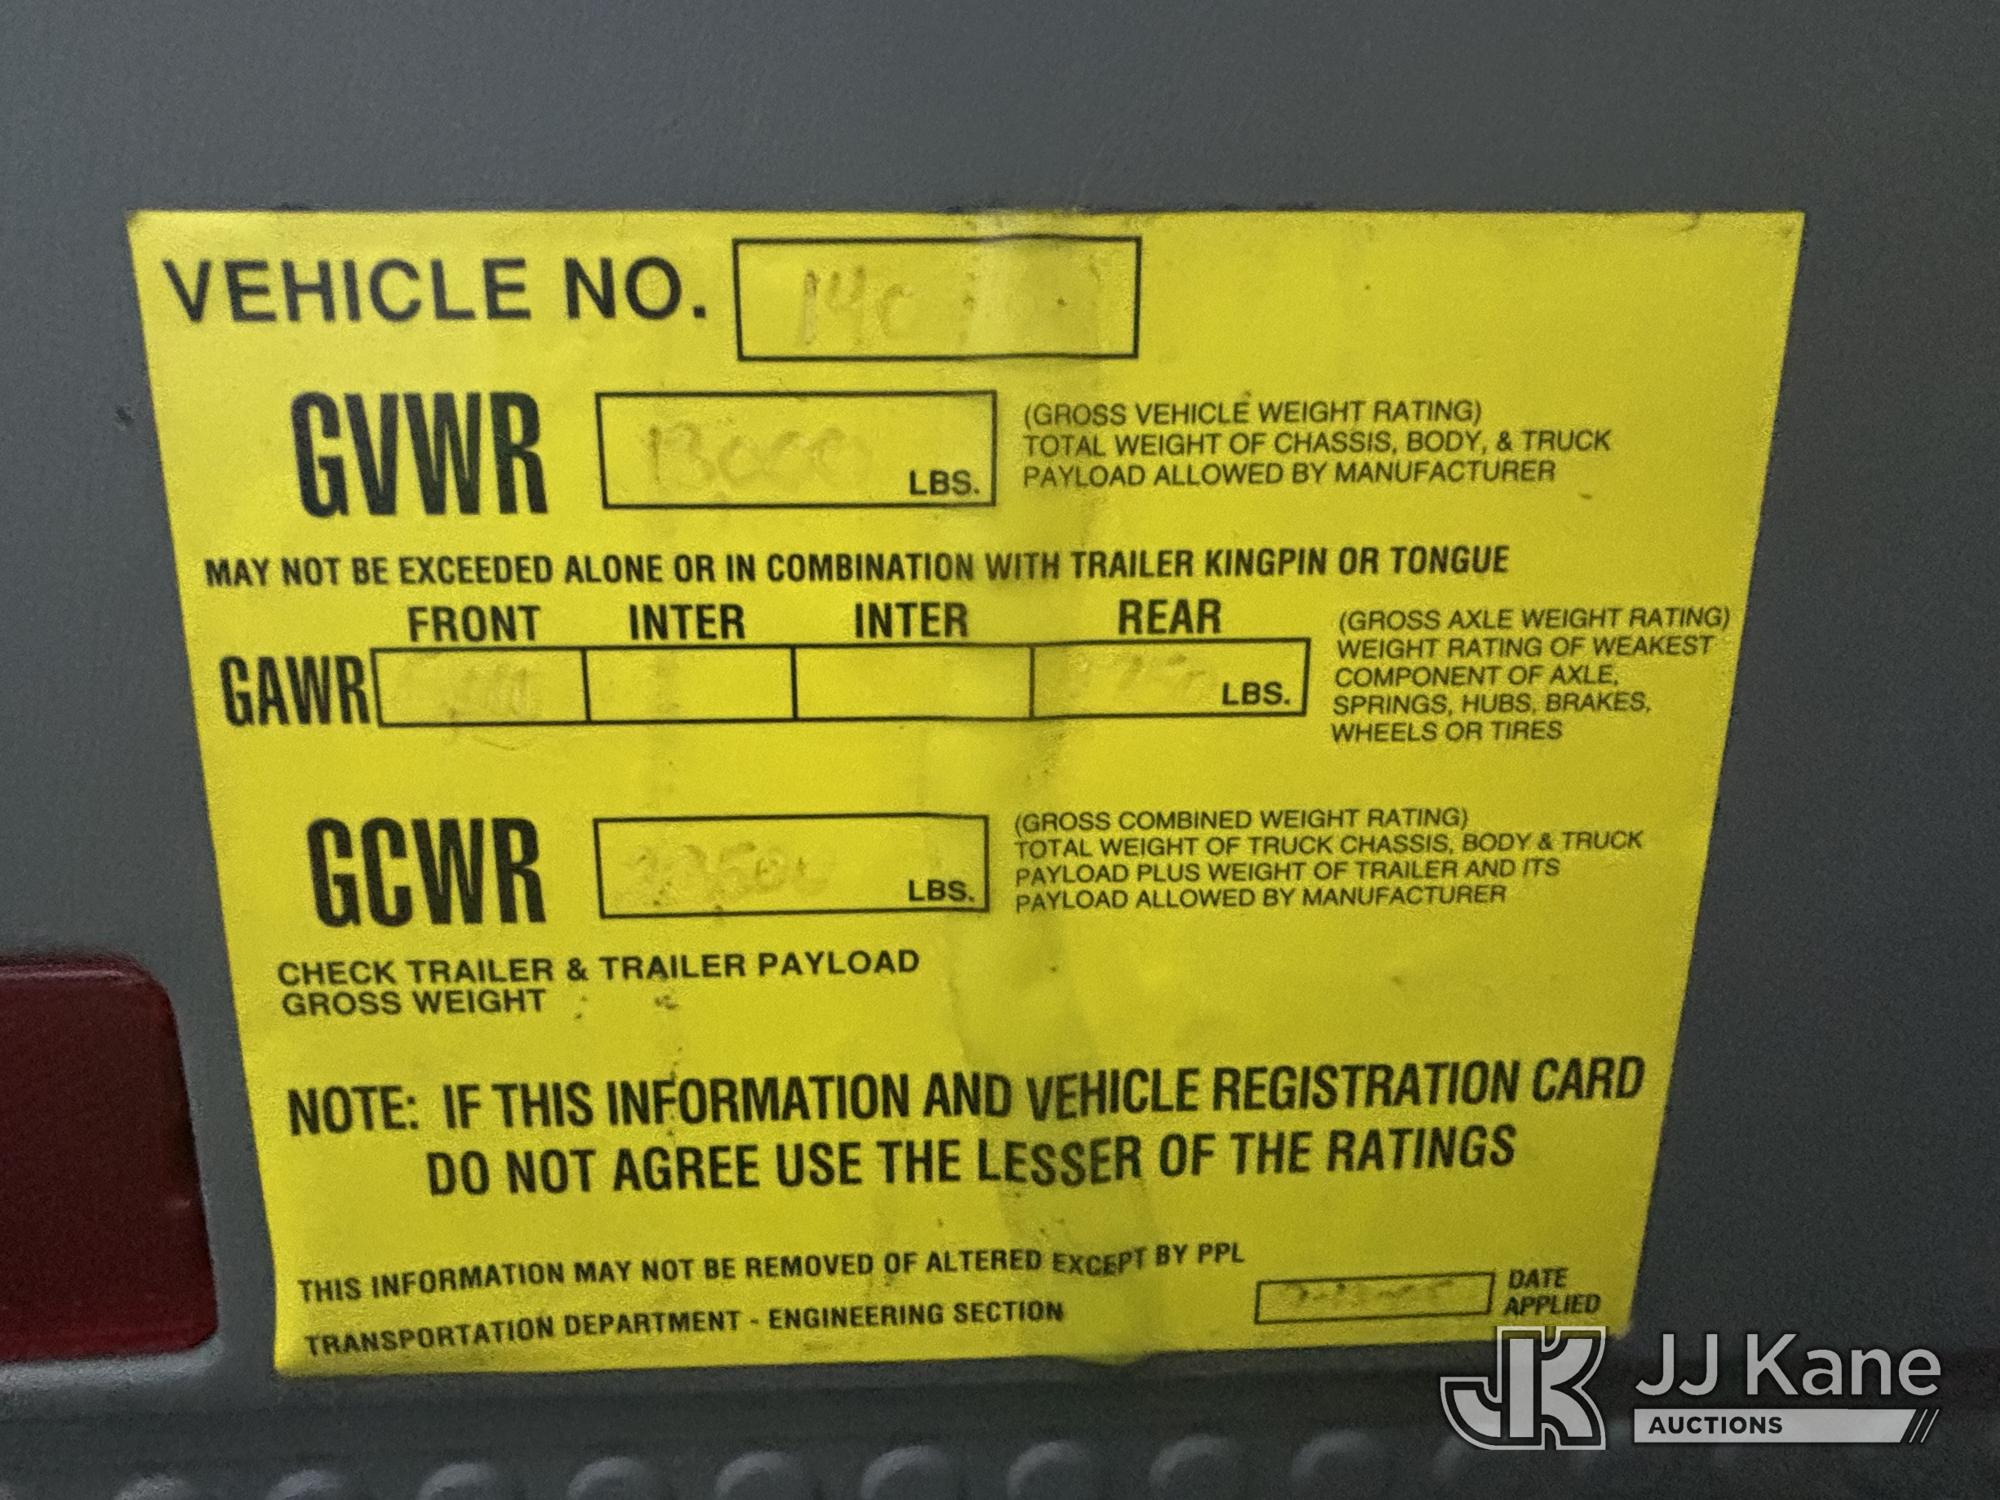 VEHICLE NO.
GVWR 13000 LBS.
(GROSS VEHICLE WEIGHT RATING)
TOTAL WEIGHT OF CHASSIS, BODY, & TRUCK
PAYLOAD ALLOWED BY MANUFACTURER
MAY NOT BE EXCEEDED ALONE OR IN COMBINATION WITH TRAILER KINGPIN OR TONGUE
FRONT INTER INTER REAR
GAWR LBS.
(GROSS AXLE WEIGHT RATING)
WEIGHT RATING OF WEAKEST
COMPONENT OF AXLE,
SPRINGS, HUBS, BRAKES,
WHEELS OR TIRES
GCWR LBS.
(GROSS COMBINED WEIGHT RATING)
TOTAL WEIGHT OF TRUCK CHASSIS, BODY & TRUCK
PAYLOAD PLUS WEIGHT OF TRAILER AND ITS
PAYLOAD ALLOWED BY MANUFACTURER
CHECK TRAILER & TRAILER PAYLOAD
GROSS WEIGHT
NOTE: IF THIS INFORMATION AND VEHICLE REGISTRATION CARD
DO NOT AGREE USE THE LESSER OF THE RATINGS
THIS INFORMATION MAY NOT BE REMOVED OF ALTERED EXCEPT BY PPL
TRANSPORTATION DEPARTMENT - ENGINEERING SECTION
DATE
APPLIED
JK JJ Kane
AUCTIONS